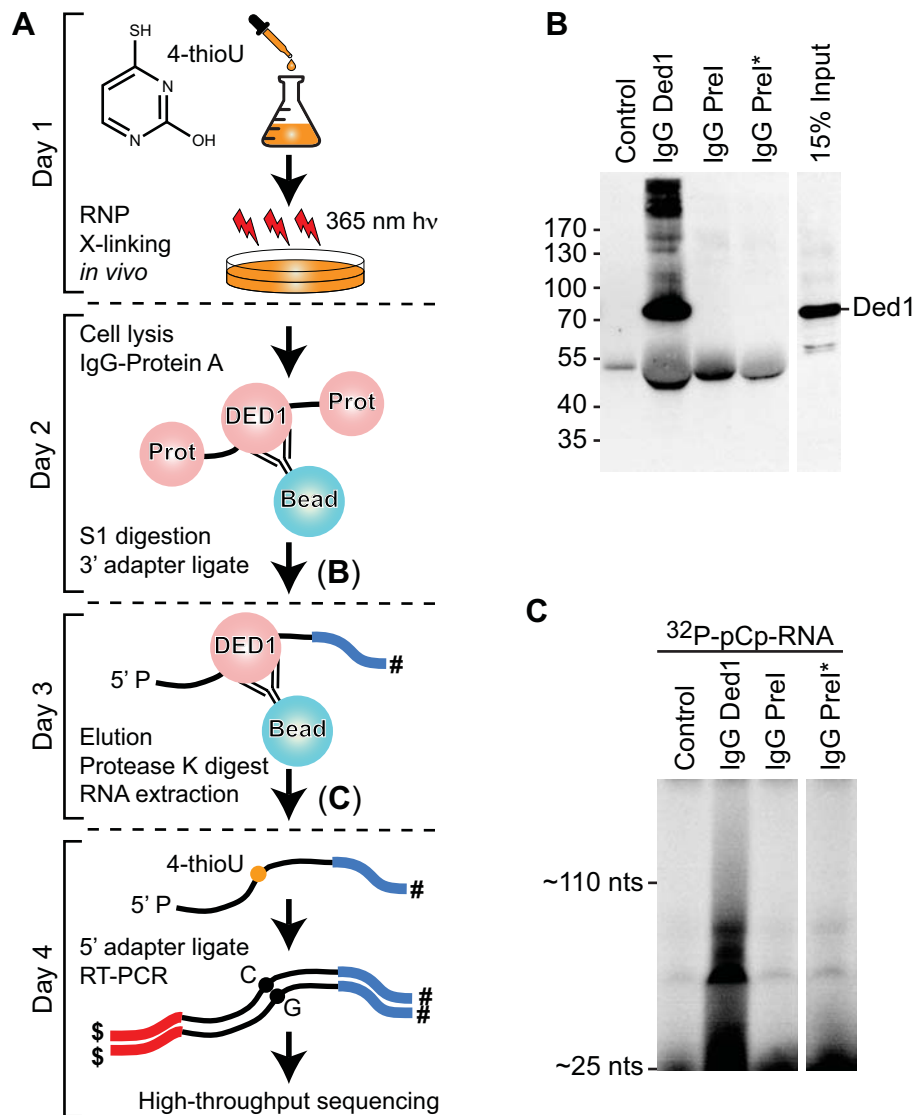 A
Day 1
SH
N
N
OH
4-thioU
RNP
X-linking
in vivo
365 nm hν
Day 2
Cell lysis
IgG-Protein A
Prot
DED1
Prot
Bead
S1 digestion
3’ adapter ligate
(B)
Day 3
DED1
#
5’ P
Bead
Elution
Protease K digest
RNA extraction
(C)
Day 4
4-thioU
#
5’ P
5’ adapter ligate
RT-PCR
C
G
#
#
$
$
High-throughput sequencing
B
Control
IgG Ded1
IgG PreI
IgG PreI*
15% Input
170
130
100
70
55
40
35
Ded1
C
32P-pCp-RNA
Control
IgG Ded1
IgG PreI
IgG PreI*
~110 nts
~25 nts